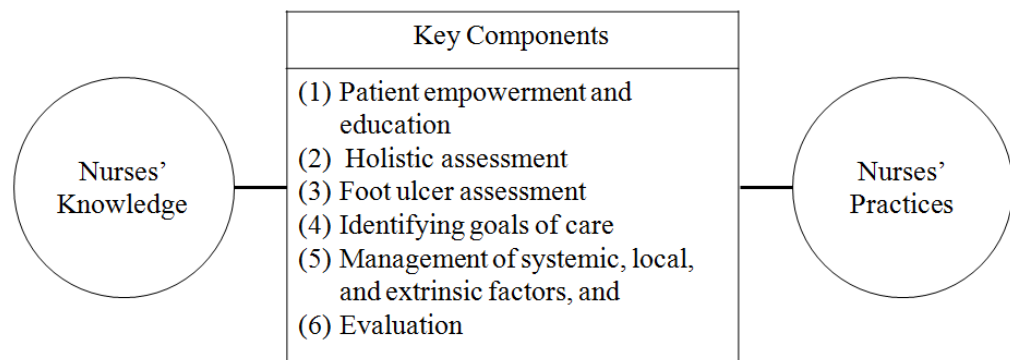 Key Components
(1) Patient empowerment and
education
(2) Holistic assessment
(3) Foot ulcer assessment
(4) Identifying goals of care
(5) Management of systemic, local,
and extrinsic factors, and
(6) Evaluation
Nurses’
Knowledge
Nurses’
Practices